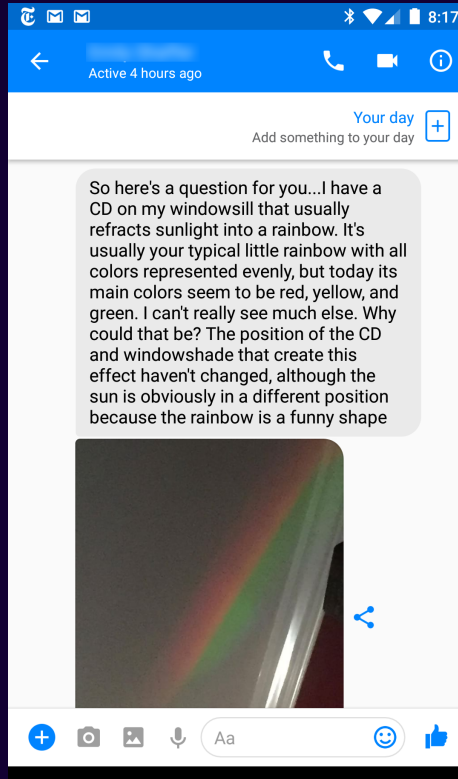 8:17
Active 4 hours ago
Your day
Add something to your day
So here's a question for you...I have a
CD on my windowsill that usually
refracts sunlight into a rainbow. It's
usually your typical little rainbow with all
colors represented evenly, but today its
main colors seem to be red, yellow, and
green. I can't really see much else. Why
could that be? The position of the CD
and windowshade that create this
effect haven't changed, although the
sun is obviously in a different position
because the rainbow is a funny shape
Aa